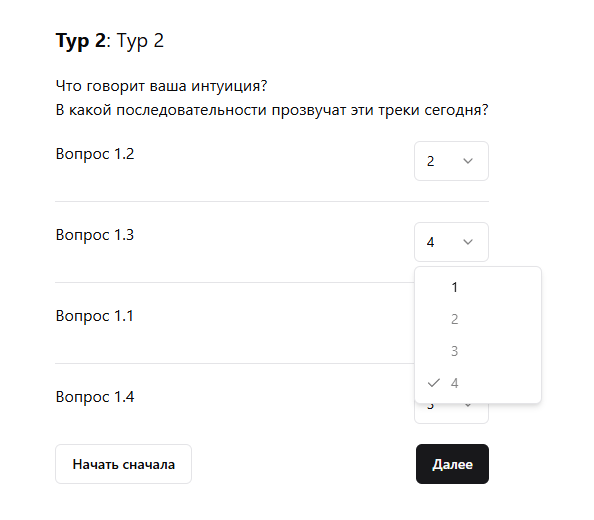 Тур 2: Тур 2
Что говорит ваша интуиция?
В какой последовательности прозвучат эти треки сегодня?
Вопрос 1.2
2
Вопрос 1.3
4
1
2
3
4
Вопрос 1.1
Вопрос 1.4
Начать сначала
Далее